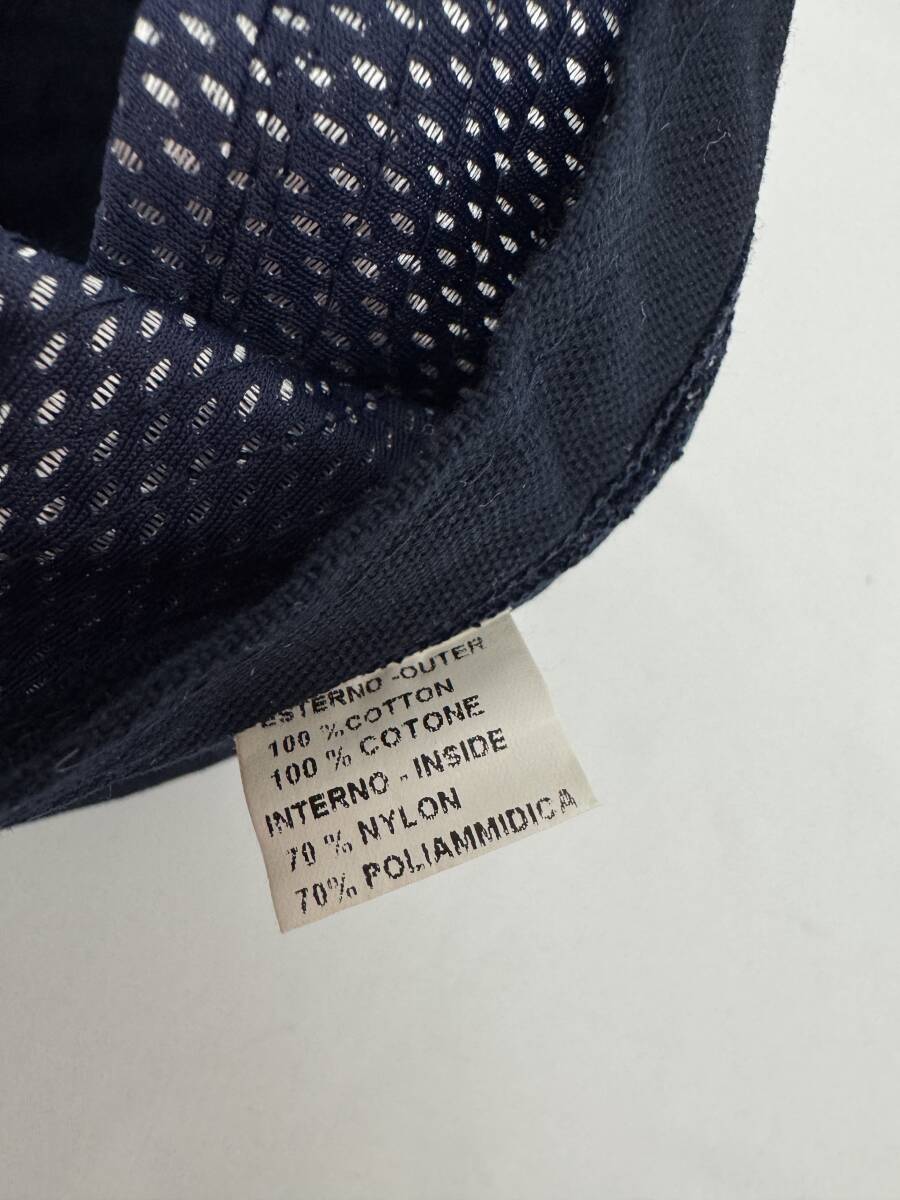 ESTERNO -OUTER
100 % COTTON
100 % COTONE
INTERNO - INSIDE
70 % NYLON
70% POLIAMMIDICA